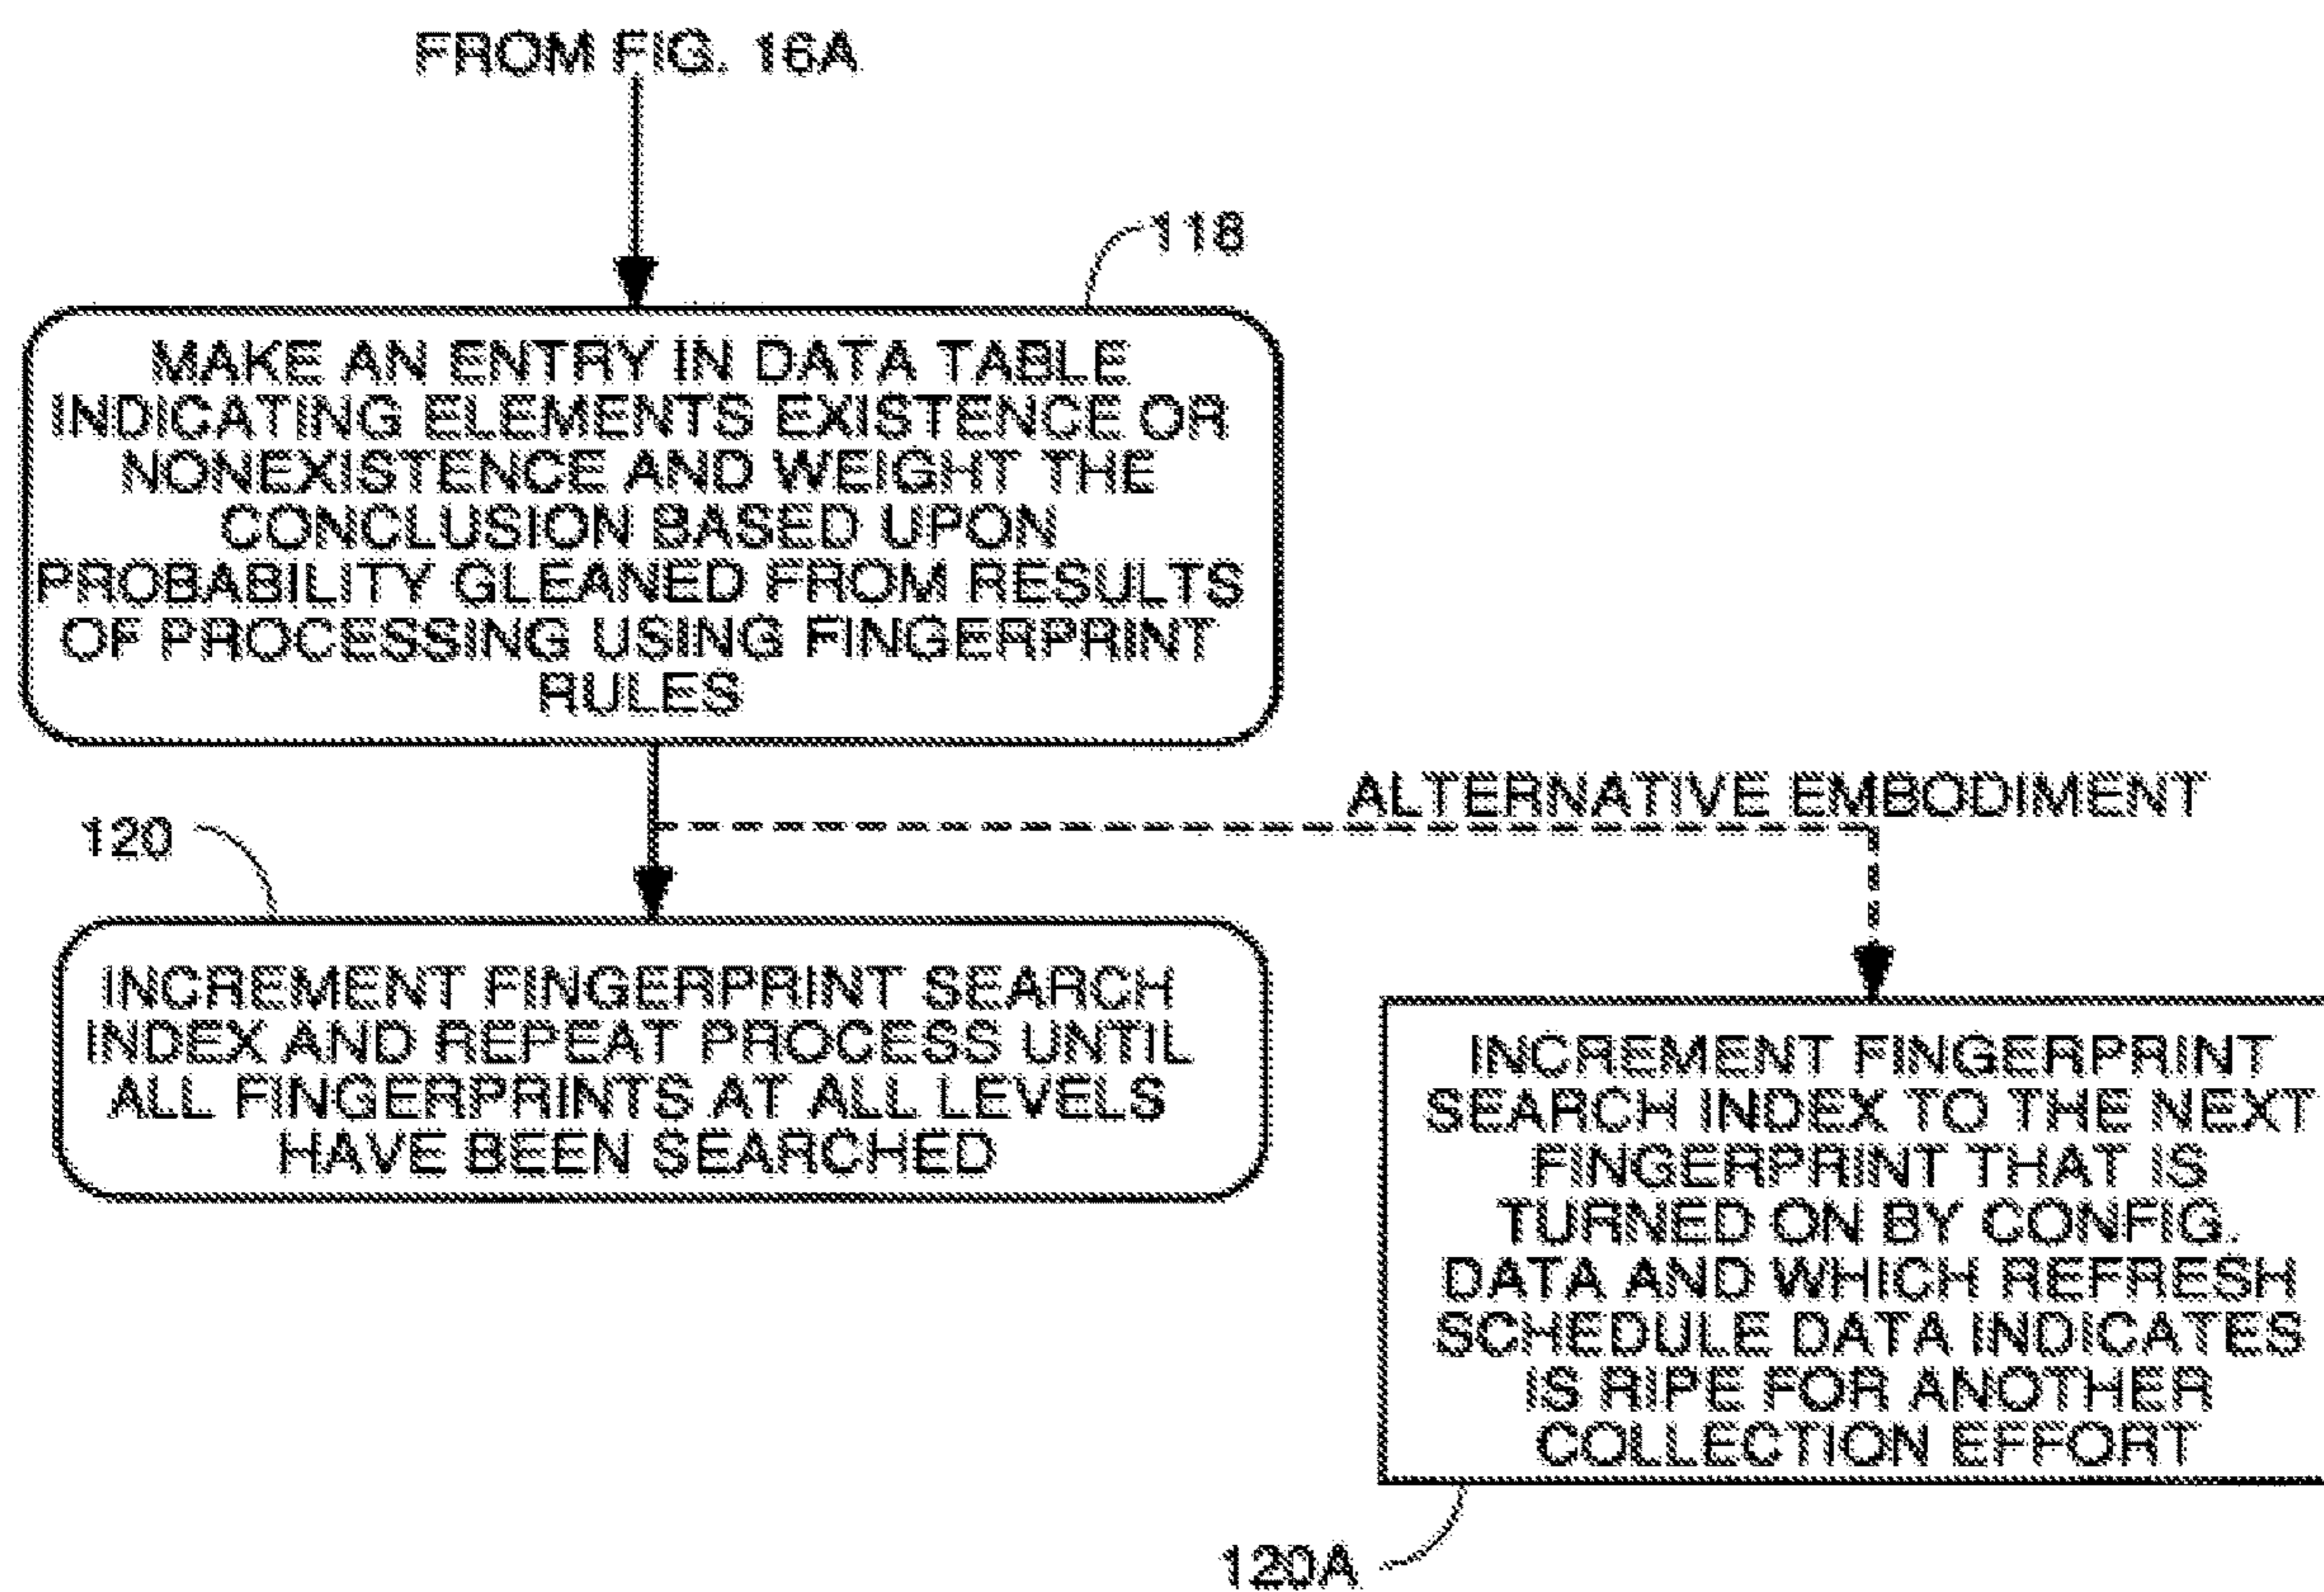 FROM FIG. 16A
118
MAKE AN ENTRY IN DATA TABLE
INDICATING ELEMENTS EXISTENCE OR
NONEXISTENCE AND WEIGHT THE
CONCLUSION BASED UPON
PROBABILITY GLEANED FROM RESULTS
OF PROCESSING USING FINGERPRINT
RULES
ALTERNATIVE EMBODIMENT
120
INCREMENT FINGERPRINT SEARCH
INDEX AND REPEAT PROCESS UNTIL
ALL FINGERPRINTS AT ALL LEVELS
HAVE BEEN SEARCHED
INCREMENT FINGERPRINT
SEARCH INDEX TO THE NEXT
FINGERPRINT THAT IS
TURNED ON BY CONFIG.
DATA AND WHICH REFRESH
SCHEDULE DATA INDICATES
IS RIPE FOR ANOTHER
COLLECTION EFFORT
120A